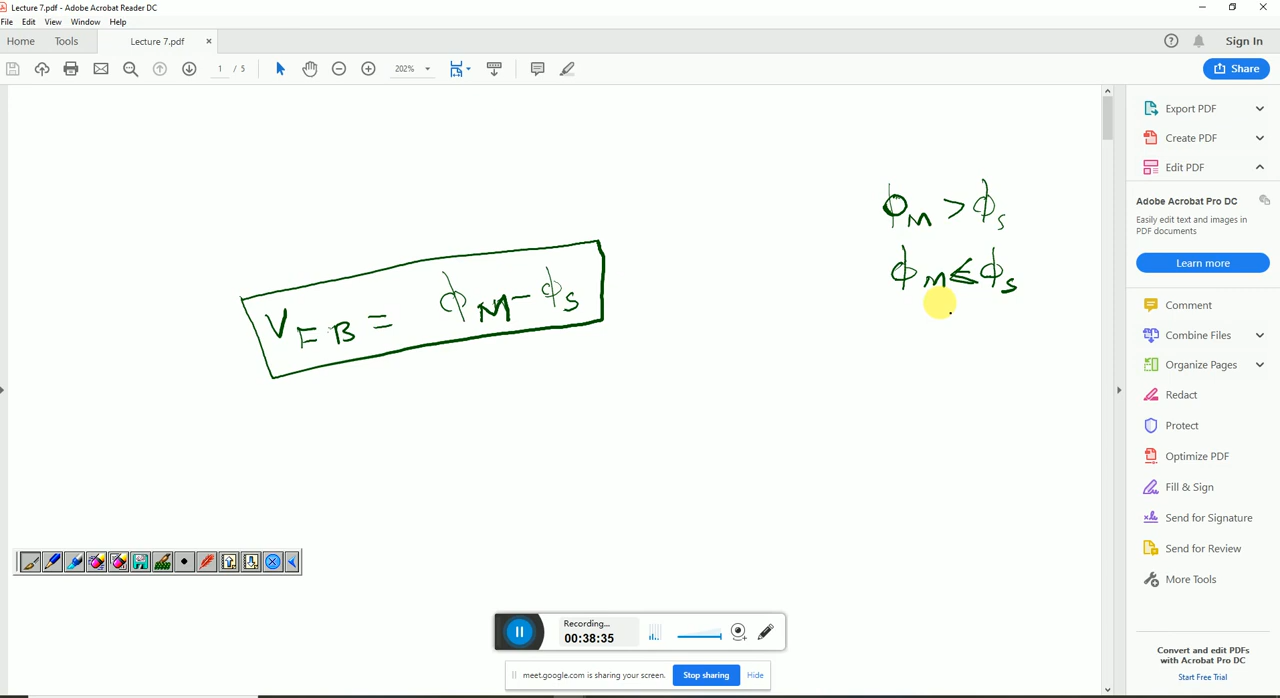 Lecture 7.pdf - Adobe Acrobat Reader DC
File Edit View Window Help
Home Tools Lecture 7.pdf × Sign In
1 / 5 202% Share
Export PDF
Create PDF
Edit PDF
Adobe Acrobat Pro DC
Easily edit text and images in
PDF documents
Learn more
Comment
Combine Files
Organize Pages
Redact
Protect
Optimize PDF
Fill & Sign
Send for Signature
Send for Review
More Tools
Convert and edit PDFs
with Acrobat Pro DC
Start Free Trial
ϕM > ϕs
ϕM ≤ ϕs
VFB = ϕM - ϕs
Recording...
00:38:35
meet.google.com is sharing your screen. Stop sharing Hide